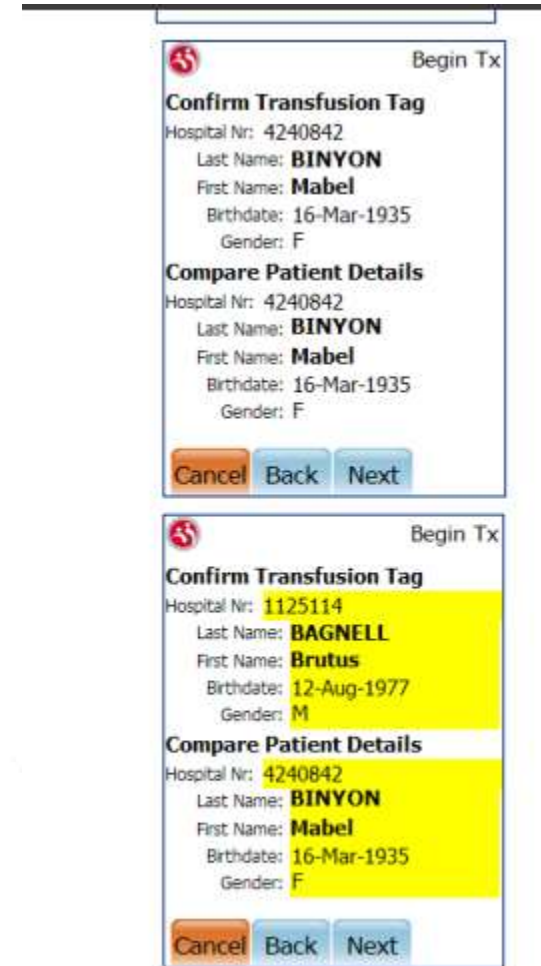 Begin Tx
Confirm Transfusion Tag
Hospital Nr: 4240842
Last Name: BINYON
First Name: Mabel
Birthdate: 16-Mar-1935
Gender: F
Compare Patient Details
Hospital Nr: 4240842
Last Name: BINYON
First Name: Mabel
Birthdate: 16-Mar-1935
Gender: F
Cancel Back Next
Begin Tx
Confirm Transfusion Tag
Hospital Nr: 1125114
Last Name: BAGNELL
First Name: Brutus
Birthdate: 12-Aug-1977
Gender: M
Compare Patient Details
Hospital Nr: 4240842
Last Name: BINYON
First Name: Mabel
Birthdate: 16-Mar-1935
Gender: F
Cancel Back Next